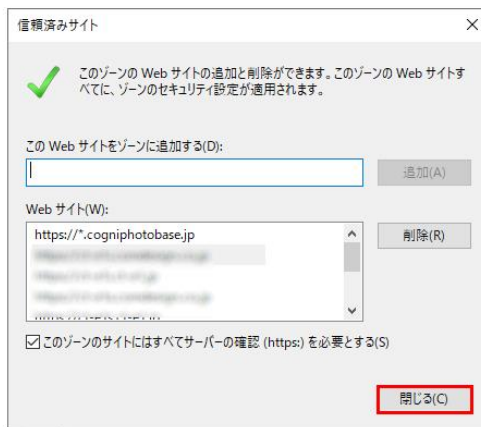 信頼済みサイト
このゾーンの Web サイトの追加と削除ができます。このゾーンの Web サイトす
べてに、ゾーンのセキュリティ設定が適用されます。
この Web サイトをゾーンに追加する(D):
追加(A)
Web サイト(W):
https://*.cogniphotobase.jp
削除(R)
このゾーンのサイトにはすべてサーバーの確認 (https:) を必要とする(S)
閉じる(C)